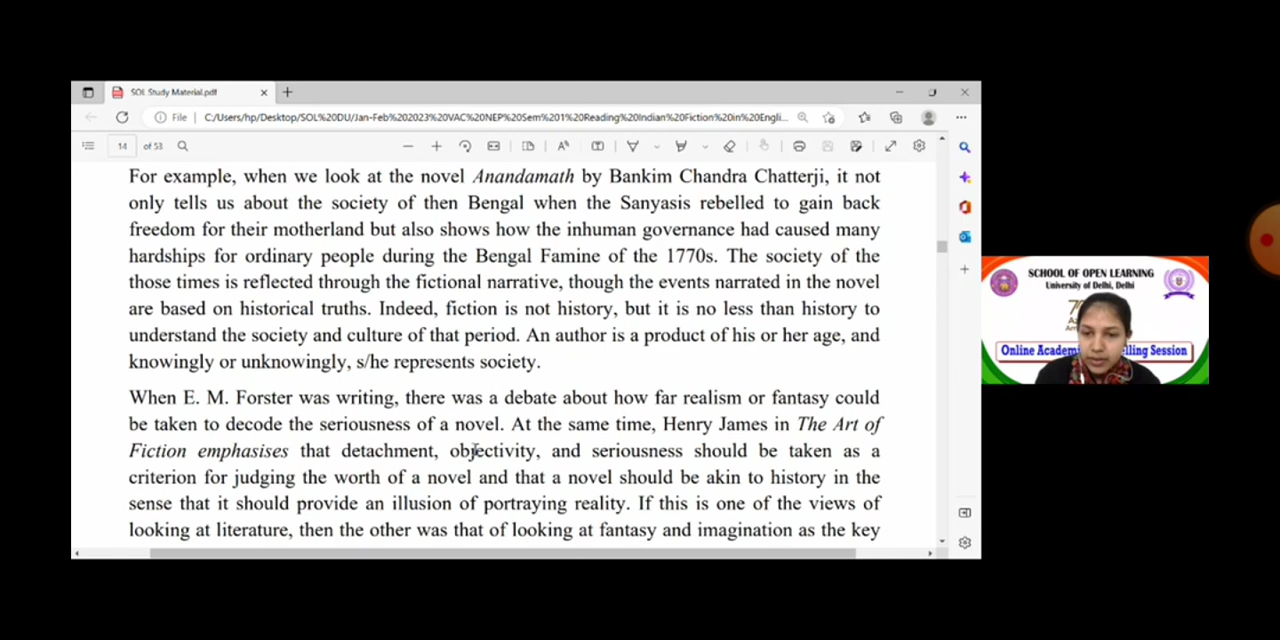 SOL Study Material.pdf
File
C:/Users/hp/Desktop/SOL%20DU/Jan-Feb%202023%20VAC%20NEP%20Sem%201%20Reading%20Indian%20Fiction%20in%20Engli...
14 of 53
For example, when we look at the novel Anandamath by Bankim Chandra Chatterji, it not
only tells us about the society of then Bengal when the Sanyasis rebelled to gain back
freedom for their motherland but also shows how the inhuman governance had caused many
hardships for ordinary people during the Bengal Famine of the 1770s. The society of the
those times is reflected through the fictional narrative, though the events narrated in the novel
are based on historical truths. Indeed, fiction is not history, but it is no less than history to
understand the society and culture of that period. An author is a product of his or her age, and
knowingly or unknowingly, s/he represents society.
When E. M. Forster was writing, there was a debate about how far realism or fantasy could
be taken to decode the seriousness of a novel. At the same time, Henry James in The Art of
Fiction emphasises that detachment, objectivity, and seriousness should be taken as a
criterion for judging the worth of a novel and that a novel should be akin to history in the
sense that it should provide an illusion of portraying reality. If this is one of the views of
looking at literature, then the other was that of looking at fantasy and imagination as the key
SCHOOL OF OPEN LEARNING
University of Delhi, Delhi
Online Academ lling Session